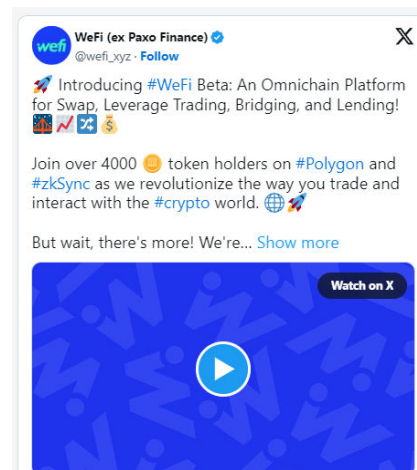 wefi
WeFi (ex Paxo Finance)
@wefi_xyz · Follow
🚀 Introducing #WeFi Beta: An Omnichain Platform
for Swap, Leverage Trading, Bridging, and Lending!
🌉📈🔀💰
Join over 4000 🪙 token holders on #Polygon and
#zkSync as we revolutionize the way you trade and
interact with the #crypto world. 🌐🚀
But wait, there's more! We're... Show more
Watch on X